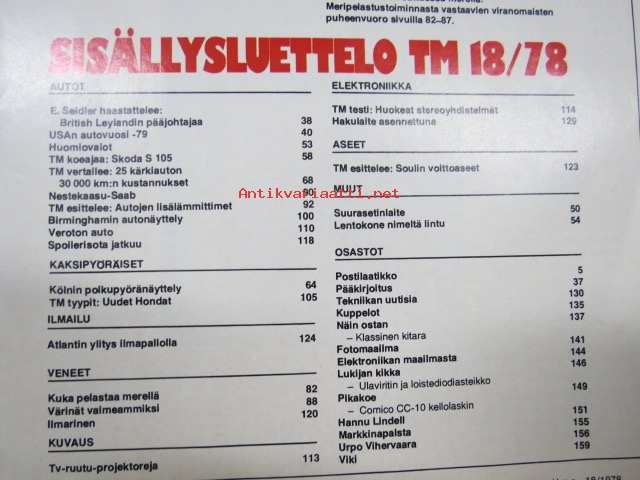 Meripelastustoiminnasta vastaavien viranomaisten
puheenvuoro sivuilla 82–87.
SISÄLLYSLUETTELO TM 18/78
AUTOT
E. Seidler haastattelee:
British Leylandin pääjohtajaa 38
USAn autovuosi -79 40
Huomiovalot 53
TM koeajaa: Skoda S 105 58
TM vertailee: 25 kärkiauton
30 000 km:n kustannukset 68
Nestekaasu-Saab 90
TM esittelee: Autojen lisälämmittimet 92
Birminghamin autonäyttely 100
Veroton auto 110
Spoilerisota jatkuu 118
KAKSIPYÖRÄISET
Kölnin polkupyöränäyttely 64
TM tyypit: Uudet Hondat 105
ILMAILU
Atlantin ylitys ilmapallolla 124
VENEET
Kuka pelastaa merellä 82
Värinät vaimeammiksi 88
Ilmarinen 120
KUVAUS
Tv-ruutu-projektoreja 113
ELEKTRONIIKKA
TM testi: Huokeat stereoyhdistelmät 114
Hakulaite asennettuna 129
ASEET
TM esittelee: Soulin voittoaseet 123
Antikvariaatti.net
MUUT
Suurasetinlaite 50
Lentokone nimeltä lintu 54
OSASTOT
Postilaatikko 5
Pääkirjoitus 37
Tekniikan uutisia 130
Kuppelot 135
Näin ostan 137
– Klassinen kitara 141
Fotomaailma 144
Elektroniikan maailmasta 146
Lukijan kikka
– Ulaviritin ja loistediodiasteikko 149
Pikakoe
– Comico CC-10 kellolaskin 151
Hannu Lindell 155
Markkinapaista 156
Urpo Vihervaara 159
Viki
18/1978